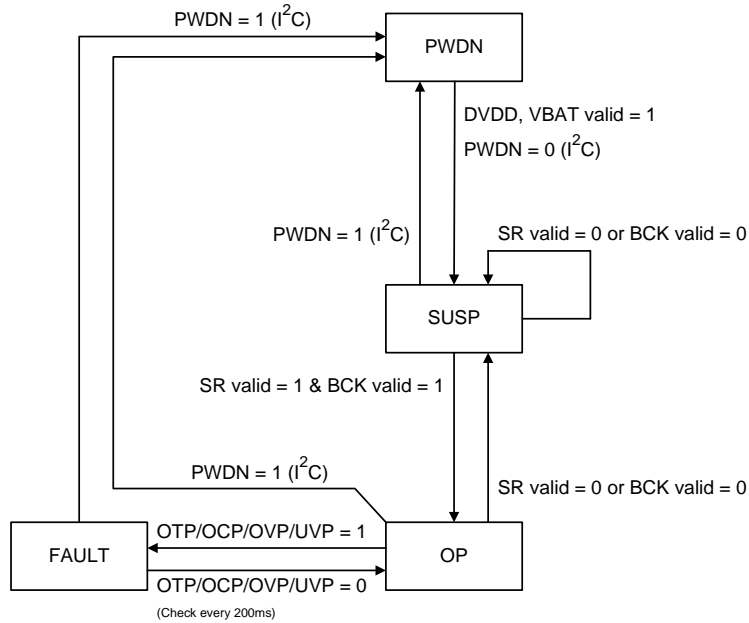 PWDN = 1 (I²C)
PWDN
DVDD, VBAT valid = 1
PWDN = 0 (I²C)
PWDN = 1 (I²C)
SR valid = 0 or BCK valid = 0
SUSP
SR valid = 1 & BCK valid = 1
PWDN = 1 (I²C)
SR valid = 0 or BCK valid = 0
FAULT
OTP/OCP/OVP/UVP = 1
OP
OTP/OCP/OVP/UVP = 0
(Check every 200ms)